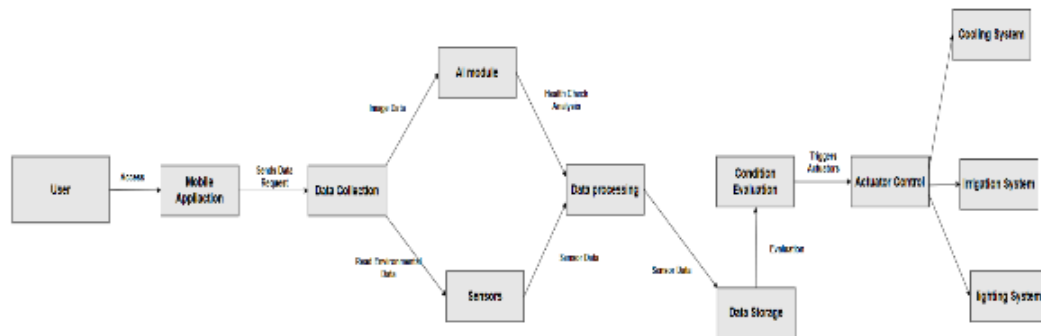 Cooling System
AI module
Image Data
Health Check
Analyser
User
Access
Mobile
Application
Sends Data
Request
Data Collection
Data processing
Condition
Evaluation
Triggers
Actuators
Actuator Control
Irrigation System
Read Environmental
Data
Sensors
Sensor Data
Sensor Data
Evaluation
Data Storage
lighting System